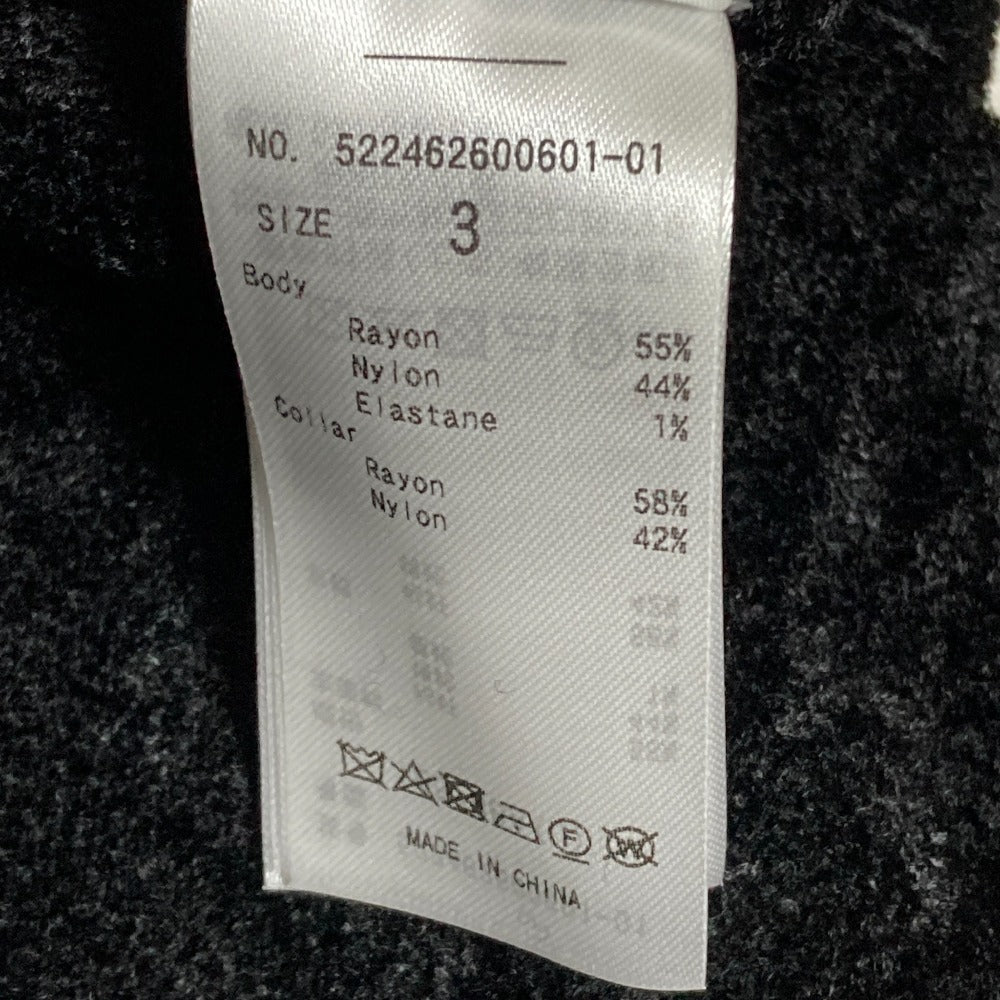 NO. 522462600601-01
SIZE 3
Body
Rayon 55%
Nylon 44%
Elastane 1%
Collar
Rayon 58%
Nylon 42%
F W
MADE IN CHINA